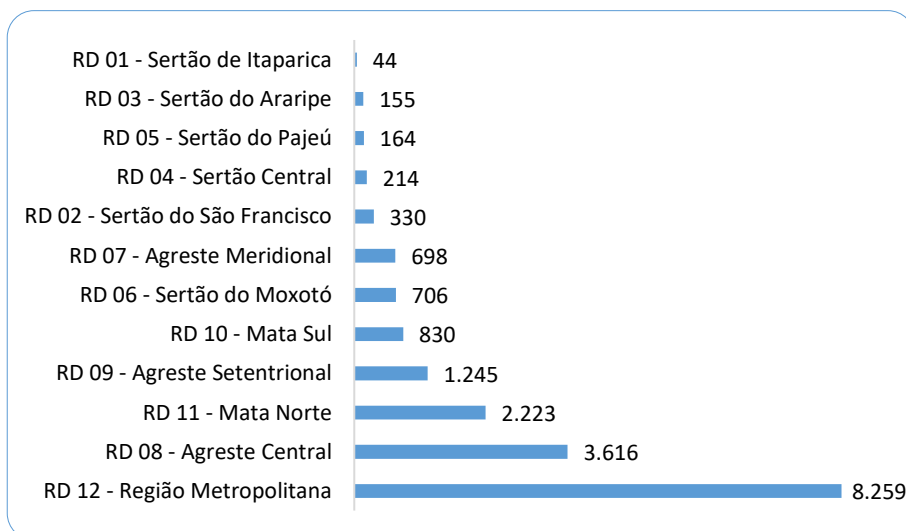 RD 01 - Sertão de Itaparica 44
RD 03 - Sertão do Araripe 155
RD 05 - Sertão do Pajeú 164
RD 04 - Sertão Central 214
RD 02 - Sertão do São Francisco 330
RD 07 - Agreste Meridional 698
RD 06 - Sertão do Moxotó 706
RD 10 - Mata Sul 830
RD 09 - Agreste Setentrional 1.245
RD 11 - Mata Norte 2.223
RD 08 - Agreste Central 3.616
RD 12 - Região Metropolitana 8.259